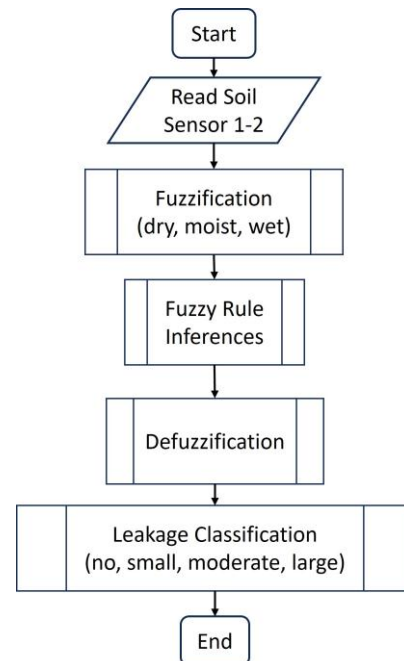 Start
Read Soil
Sensor 1-2
Fuzzification
(dry, moist, wet)
Fuzzy Rule
Inferences
Defuzzification
Leakage Classification
(no, small, moderate, large)
End